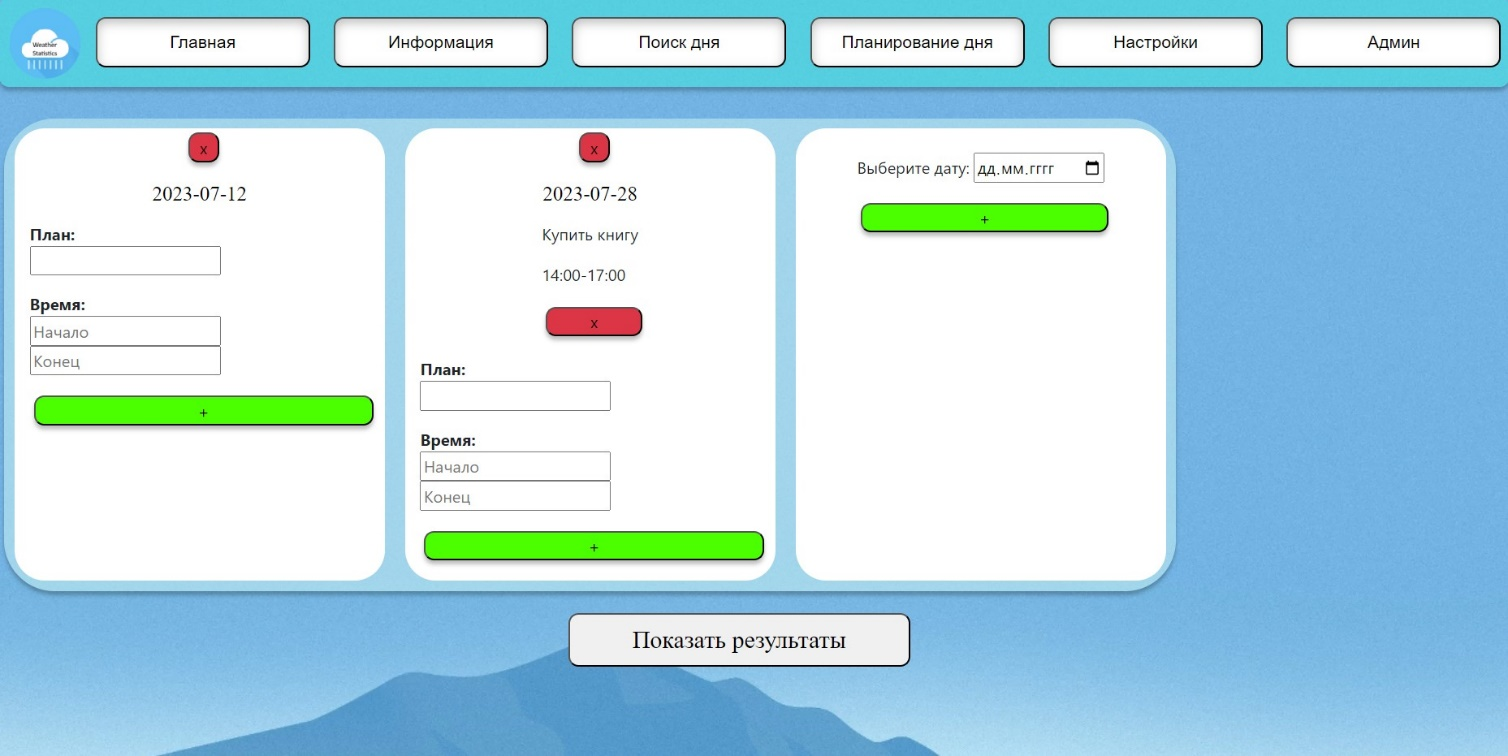 Weather
Statistics
Главная
Информация
Поиск дня
Планирование дня
Настройки
Админ
x
2023-07-12
План:
Время:
Начало
Конец
+
x
2023-07-28
Купить книгу
14:00-17:00
x
План:
Время:
Начало
Конец
+
Выберите дату: дд.мм.гггг
+
Показать результаты